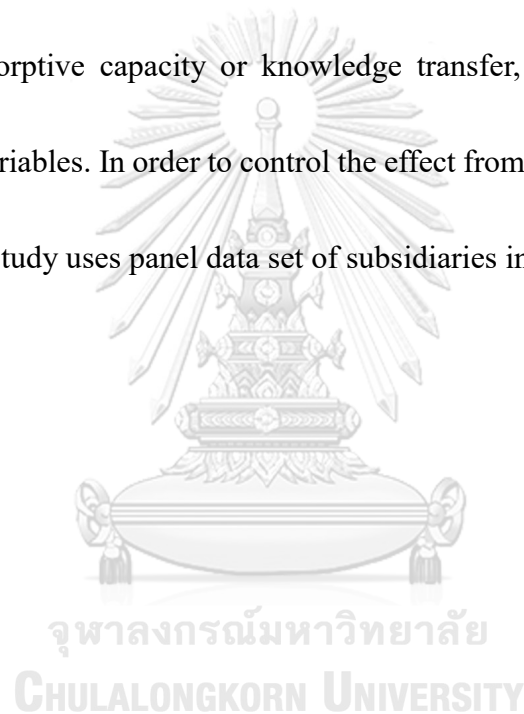 orptive capacity or knowledge transfer,
riables. In order to control the effect from
tudy uses panel data set of subsidiaries in
จุฬาลงกรณ์มหาวิทยาลัย
CHULALONGKORN UNIVERSITY